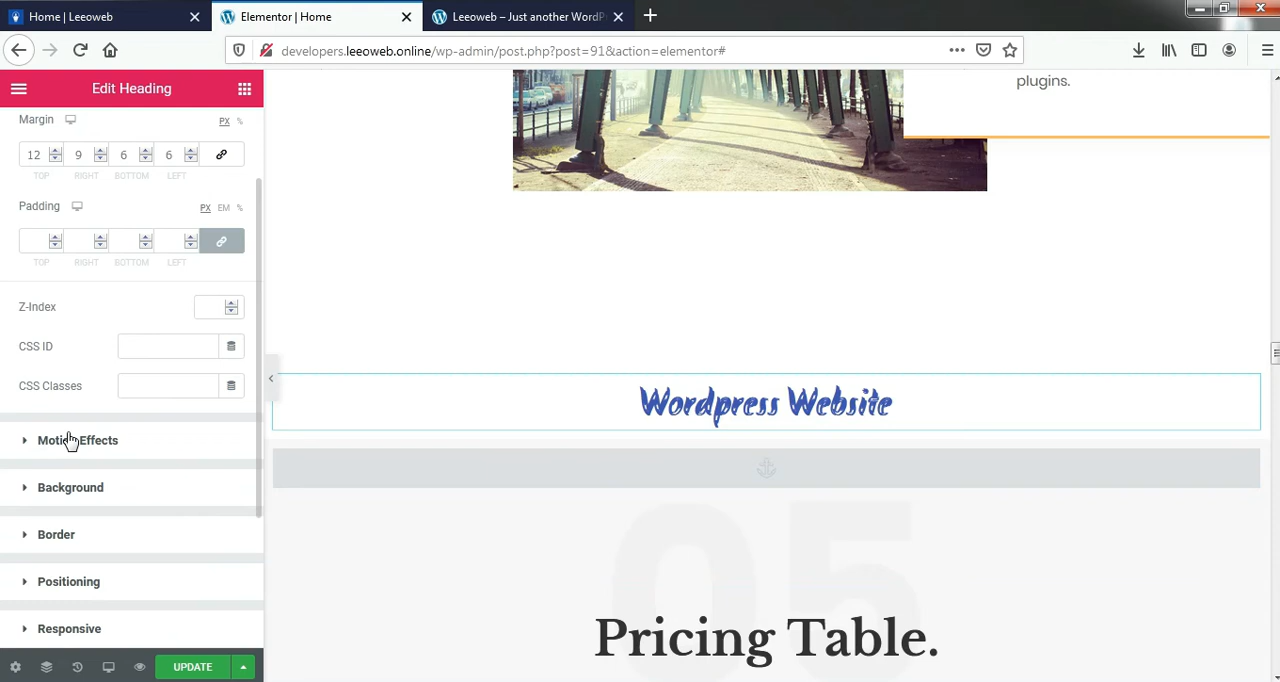 Home | Leeoweb
Elementor | Home
Leeoweb – Just another WordP
developers.leeoweb.online/wp-admin/post.php?post=91&action=elementor#
Edit Heading
plugins.
Margin
PX %
12 9 6 6
TOP RIGHT BOTTOM LEFT
Padding
PX EM %
TOP RIGHT BOTTOM LEFT
Z-Index
CSS ID
CSS Classes
Wordpress Website
Motion Effects
Background
05
Border
Positioning
Responsive
Pricing Table.
UPDATE